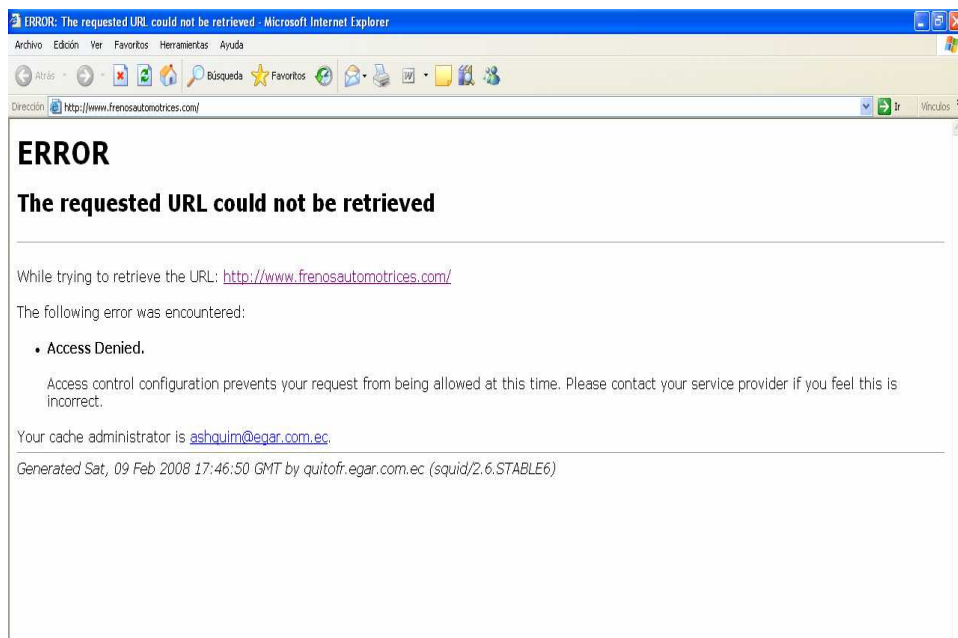 ERROR: The requested URL could not be retrieved - Microsoft Internet Explorer
Archivo Edición Ver Favoritos Herramientas Ayuda
Atrás Búsqueda Favoritos
Dirección http://www.frenosautomotrices.com/ Ir Vínculos
ERROR
The requested URL could not be retrieved
While trying to retrieve the URL: http://www.frenosautomotrices.com/
The following error was encountered:
• Access Denied.
Access control configuration prevents your request from being allowed at this time. Please contact your service provider if you feel this is
incorrect.
Your cache administrator is ashquim@egar.com.ec.
Generated Sat, 09 Feb 2008 17:46:50 GMT by quitofr.egar.com.ec (squid/2.6.STABLE6)